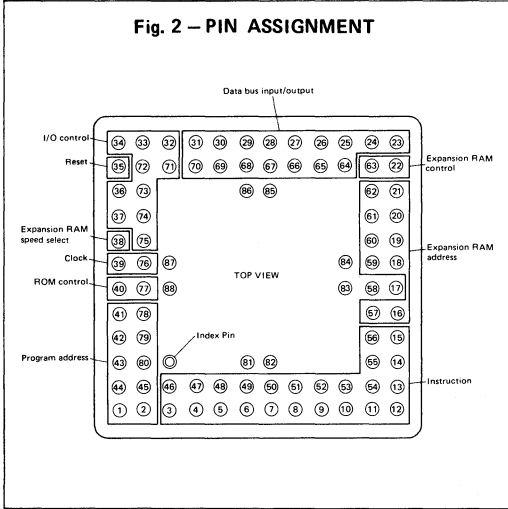 Fig. 2 – PIN ASSIGNMENT
Data bus input/output
I/O control
34 33 32 31 30 29 28 27 26 25 24 23
Reset
35 72 71 70 69 68 67 66 65 64 63 22
Expansion RAM
control
36 73 86 85 62 21
37 74 61 20
Expansion RAM
speed select
38 75 60 19
Expansion RAM
address
Clock
39 76 87 84 59 18
TOP VIEW
ROM control
40 77 88 83 58 17
41 78 57 16
42 79 56 15
Index Pin
Program address
43 80 81 82 55 14
44 45 46 47 48 49 50 51 52 53 54 13
Instruction
1 2 3 4 5 6 7 8 9 10 11 12